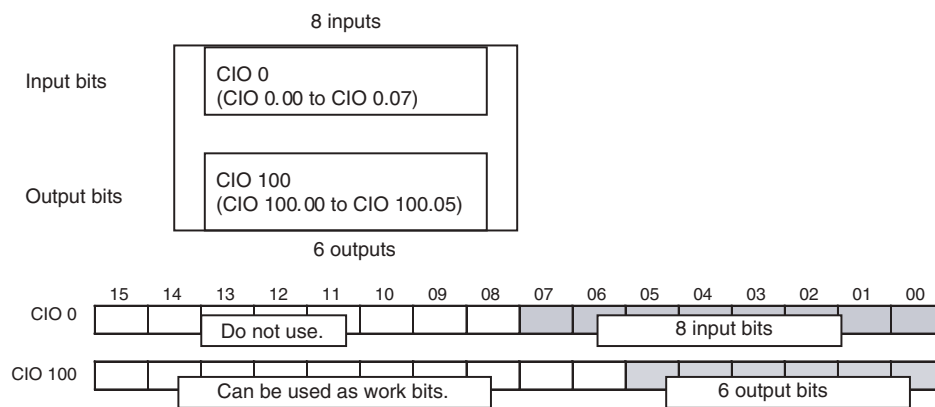 8 inputs
Input bits
CIO 0
(CIO 0.00 to CIO 0.07)
Output bits
CIO 100
(CIO 100.00 to CIO 100.05)
6 outputs
15 14 13 12 11 10 09 08 07 06 05 04 03 02 01 00
CIO 0
Do not use.
8 input bits
CIO 100
Can be used as work bits.
6 output bits